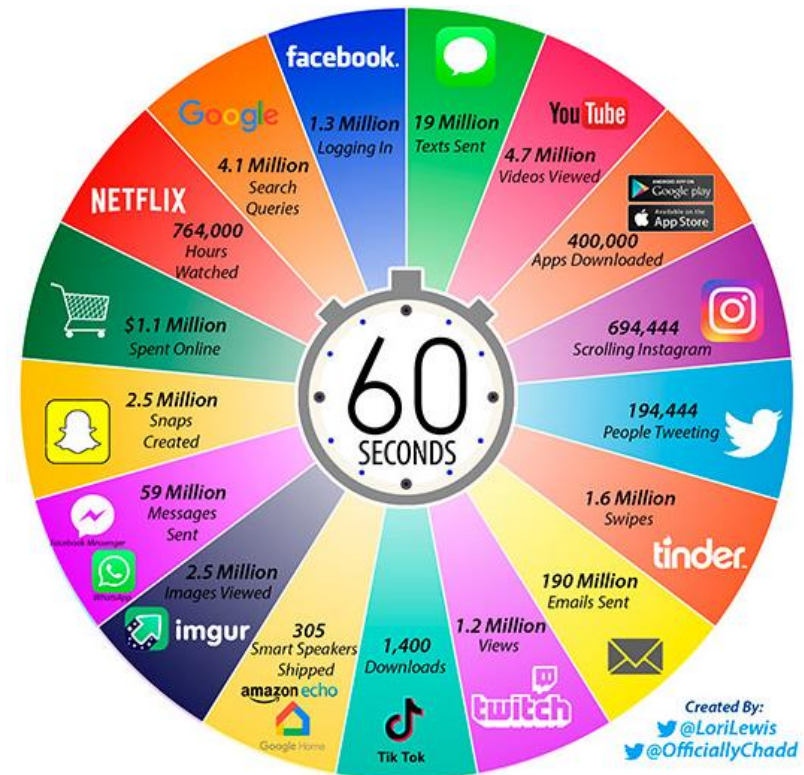 facebook.
1.3 Million
Logging In
19 Million
Texts Sent
YouTube
4.7 Million
Videos Viewed
ANDROID APP ON
Google play
Available on the
App Store
400,000
Apps Downloaded
694,444
Scrolling Instagram
194,444
People Tweeting
1.6 Million
Swipes
tinder.
190 Million
Emails Sent
1.2 Million
Views
twitch
1,400
Downloads
Tik Tok
305
Smart Speakers
Shipped
amazon echo
Google Home
2.5 Million
Images Viewed
imgur
59 Million
Messages
Sent
Facebook Messenger
WhatsApp
2.5 Million
Snaps
Created
$1.1 Million
Spent Online
NETFLIX
764,000
Hours
Watched
Google
4.1 Million
Search
Queries
60
SECONDS
Created By:
@LoriLewis
@OfficiallyChadd